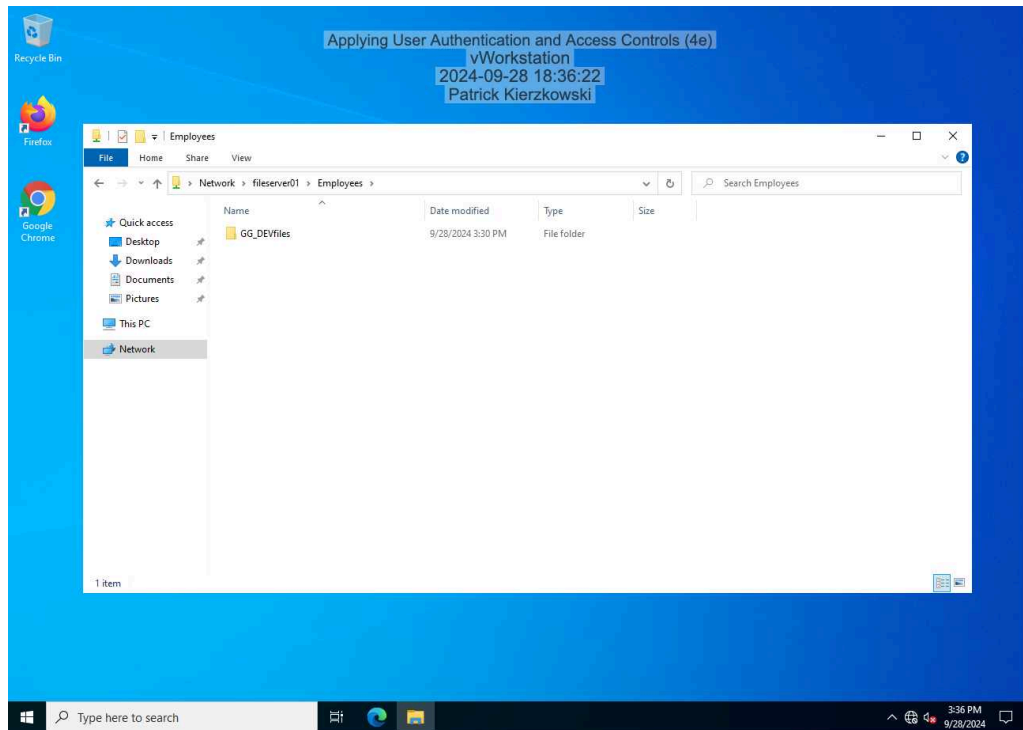 Recycle Bin
Applying User Authentication and Access Controls (4e)
vWorkstation
2024-09-28 18:36:22
Patrick Kierzkowski
Firefox
Employees
File Home Share View
Network › fileserver01 › Employees ›
Search Employees
Google
Chrome
Name Date modified Type Size
GG_DEVfiles 9/28/2024 3:30 PM File folder
Quick access
Desktop
Downloads
Documents
Pictures
This PC
Network
1 item
Type here to search
3:36 PM
9/28/2024